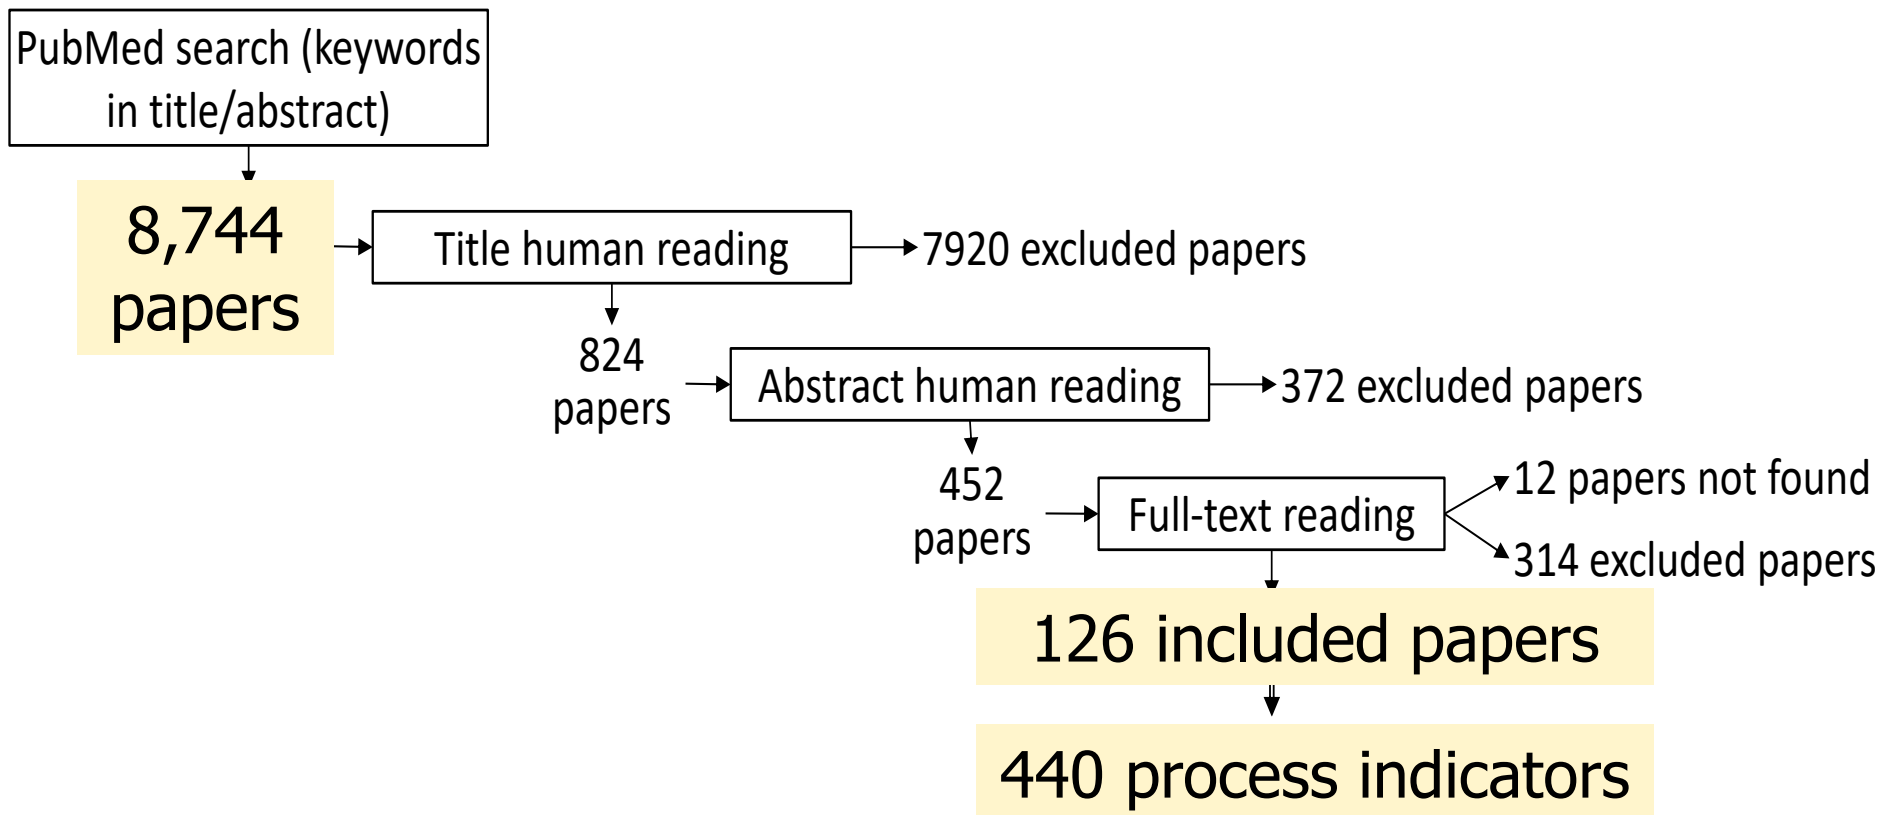 PubMed search (keywords
in title/abstract)
8,744
papers
Title human reading
7920 excluded papers
824
papers
Abstract human reading
372 excluded papers
452
papers
Full-text reading
12 papers not found
314 excluded papers
126 included papers
440 process indicators